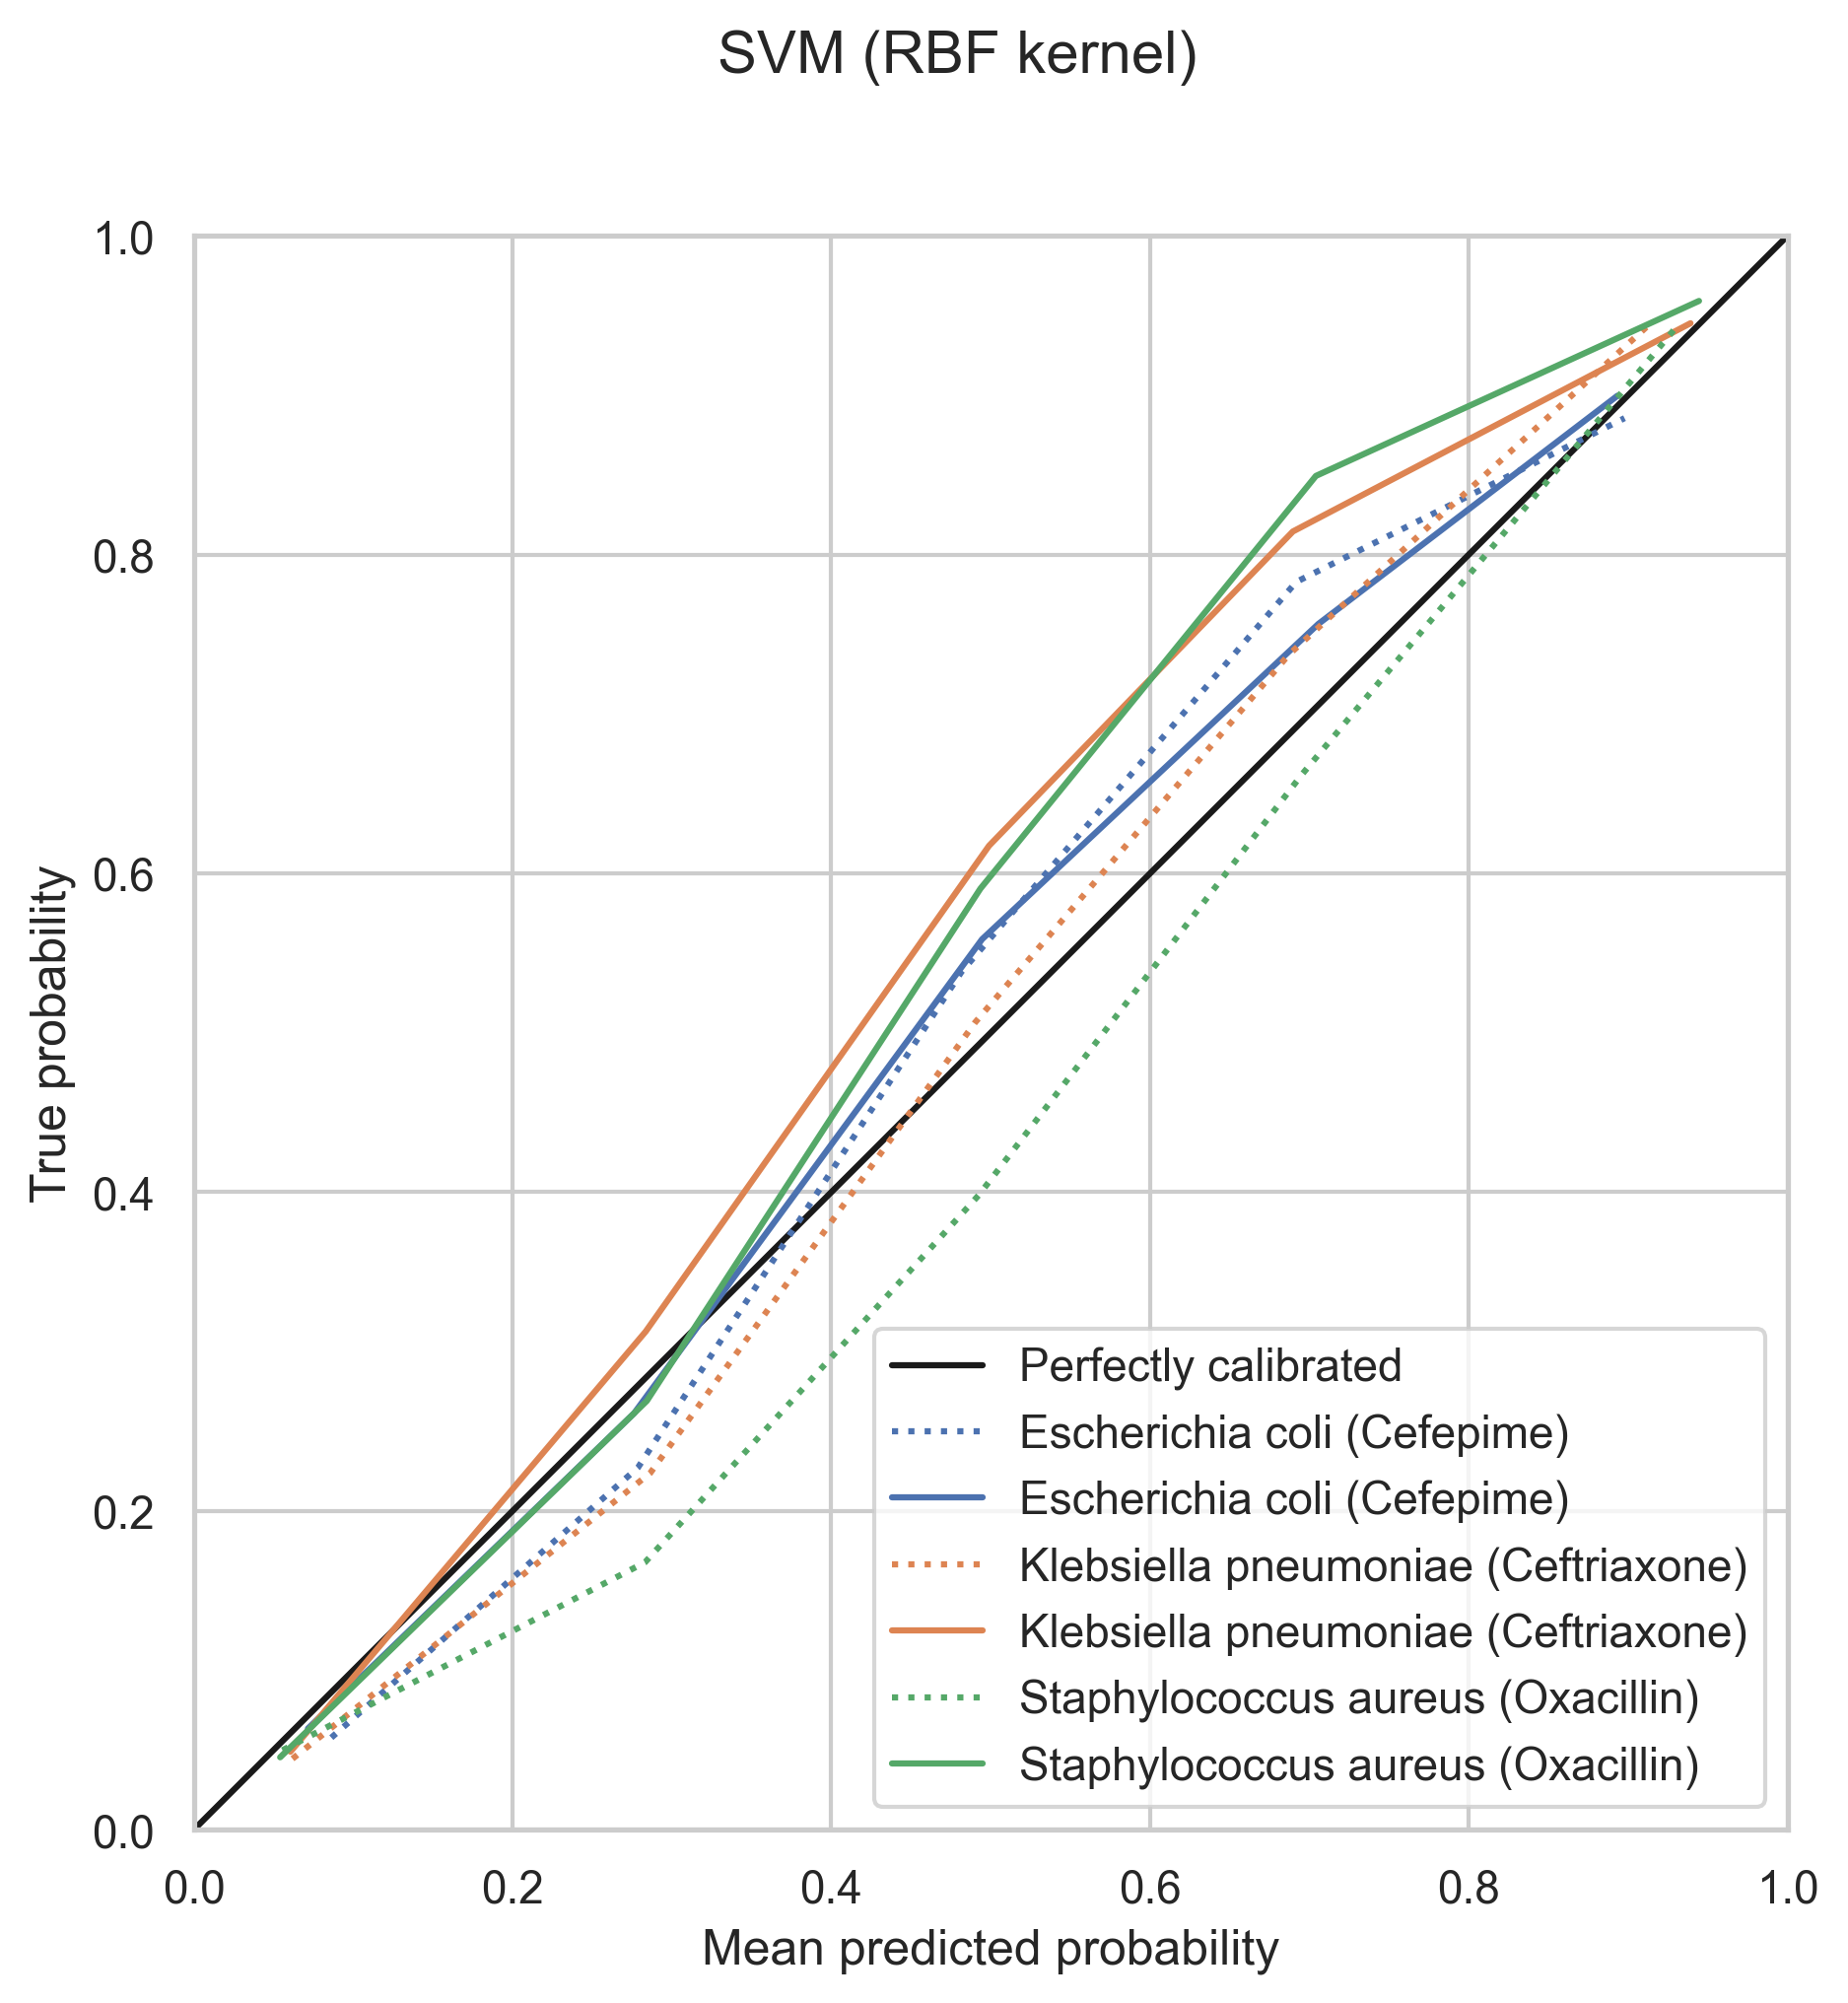 SVM (RBF kernel)
1.0
0.8
0.6
0.4
0.2
0.0
True probability
Perfectly calibrated
Escherichia coli (Cefepime)
Escherichia coli (Cefepime)
Klebsiella pneumoniae (Ceftriaxone)
Klebsiella pneumoniae (Ceftriaxone)
Staphylococcus aureus (Oxacillin)
Staphylococcus aureus (Oxacillin)
0.0 0.2 0.4 0.6 0.8 1.0
Mean predicted probability